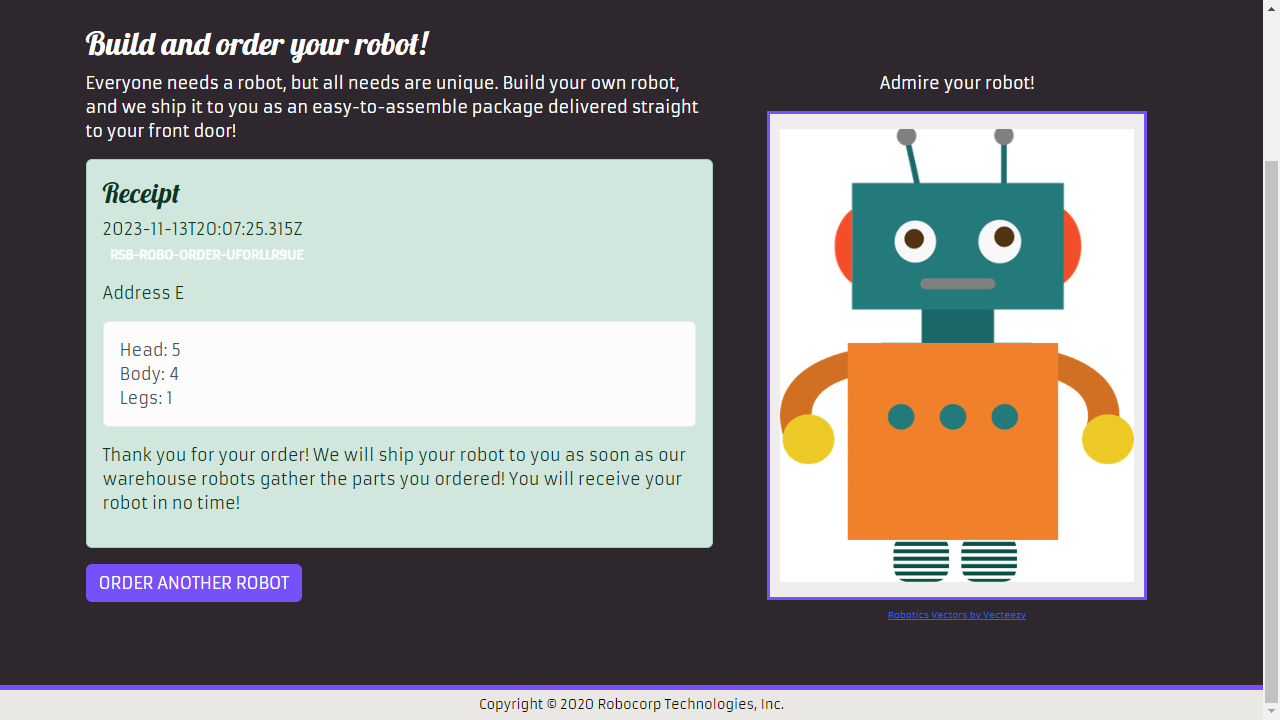 Build and order your robot!
Everyone needs a robot, but all needs are unique. Build your own robot,
and we ship it to you as an easy-to-assemble package delivered straight
to your front door!
Receipt
2023-11-13T20:07:25.315Z
RSB-ROBO-ORDER-UFORLLR9UE
Address E
Head: 5
Body: 4
Legs: 1
Thank you for your order! We will ship your robot to you as soon as our
warehouse robots gather the parts you ordered! You will receive your
robot in no time!
ORDER ANOTHER ROBOT
Admire your robot!
Robotics Vectors by Vecteezy
Copyright © 2020 Robocorp Technologies, Inc.